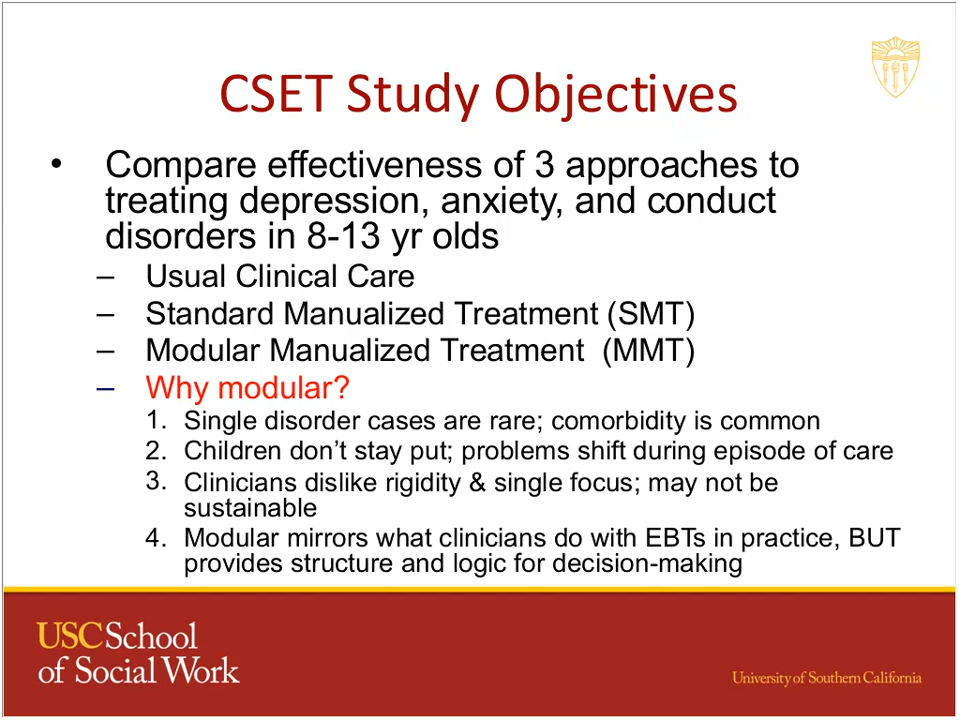 CSET Study Objectives
• Compare effectiveness of 3 approaches to
treating depression, anxiety, and conduct
disorders in 8-13 yr olds
– Usual Clinical Care
– Standard Manualized Treatment (SMT)
– Modular Manualized Treatment (MMT)
– Why modular?
1. Single disorder cases are rare; comorbidity is common
2. Children don’t stay put; problems shift during episode of care
3. Clinicians dislike rigidity & single focus; may not be
sustainable
4. Modular mirrors what clinicians do with EBTs in practice, BUT
provides structure and logic for decision-making
USC School
of Social Work
University of Southern California